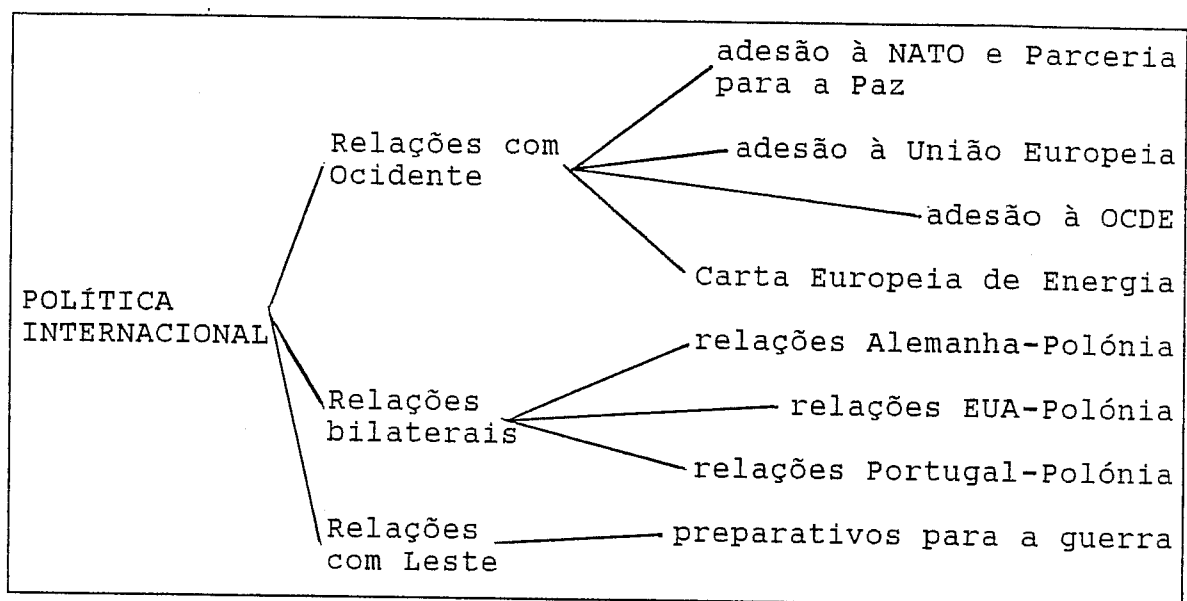 POLÍTICA
INTERNACIONAL
Relações com
Ocidente
adesão à NATO e Parceria
para a Paz
adesão à União Europeia
adesão à OCDE
Carta Europeia de Energia
Relações
bilaterais
relações Alemanha-Polónia
relações EUA-Polónia
relações Portugal-Polónia
Relações
com Leste
preparativos para a guerra